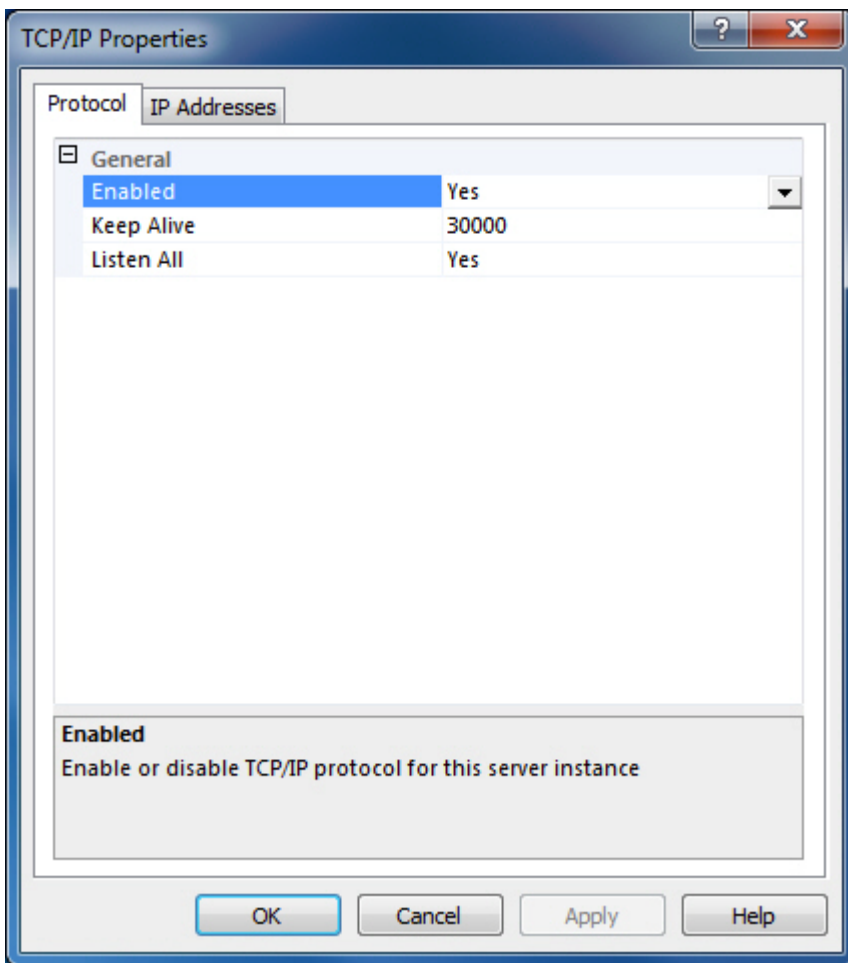 TCP/IP Properties
Protocol
IP Addresses
General
Enabled Yes
Keep Alive 30000
Listen All Yes
Enabled
Enable or disable TCP/IP protocol for this server instance
OK Cancel Apply Help